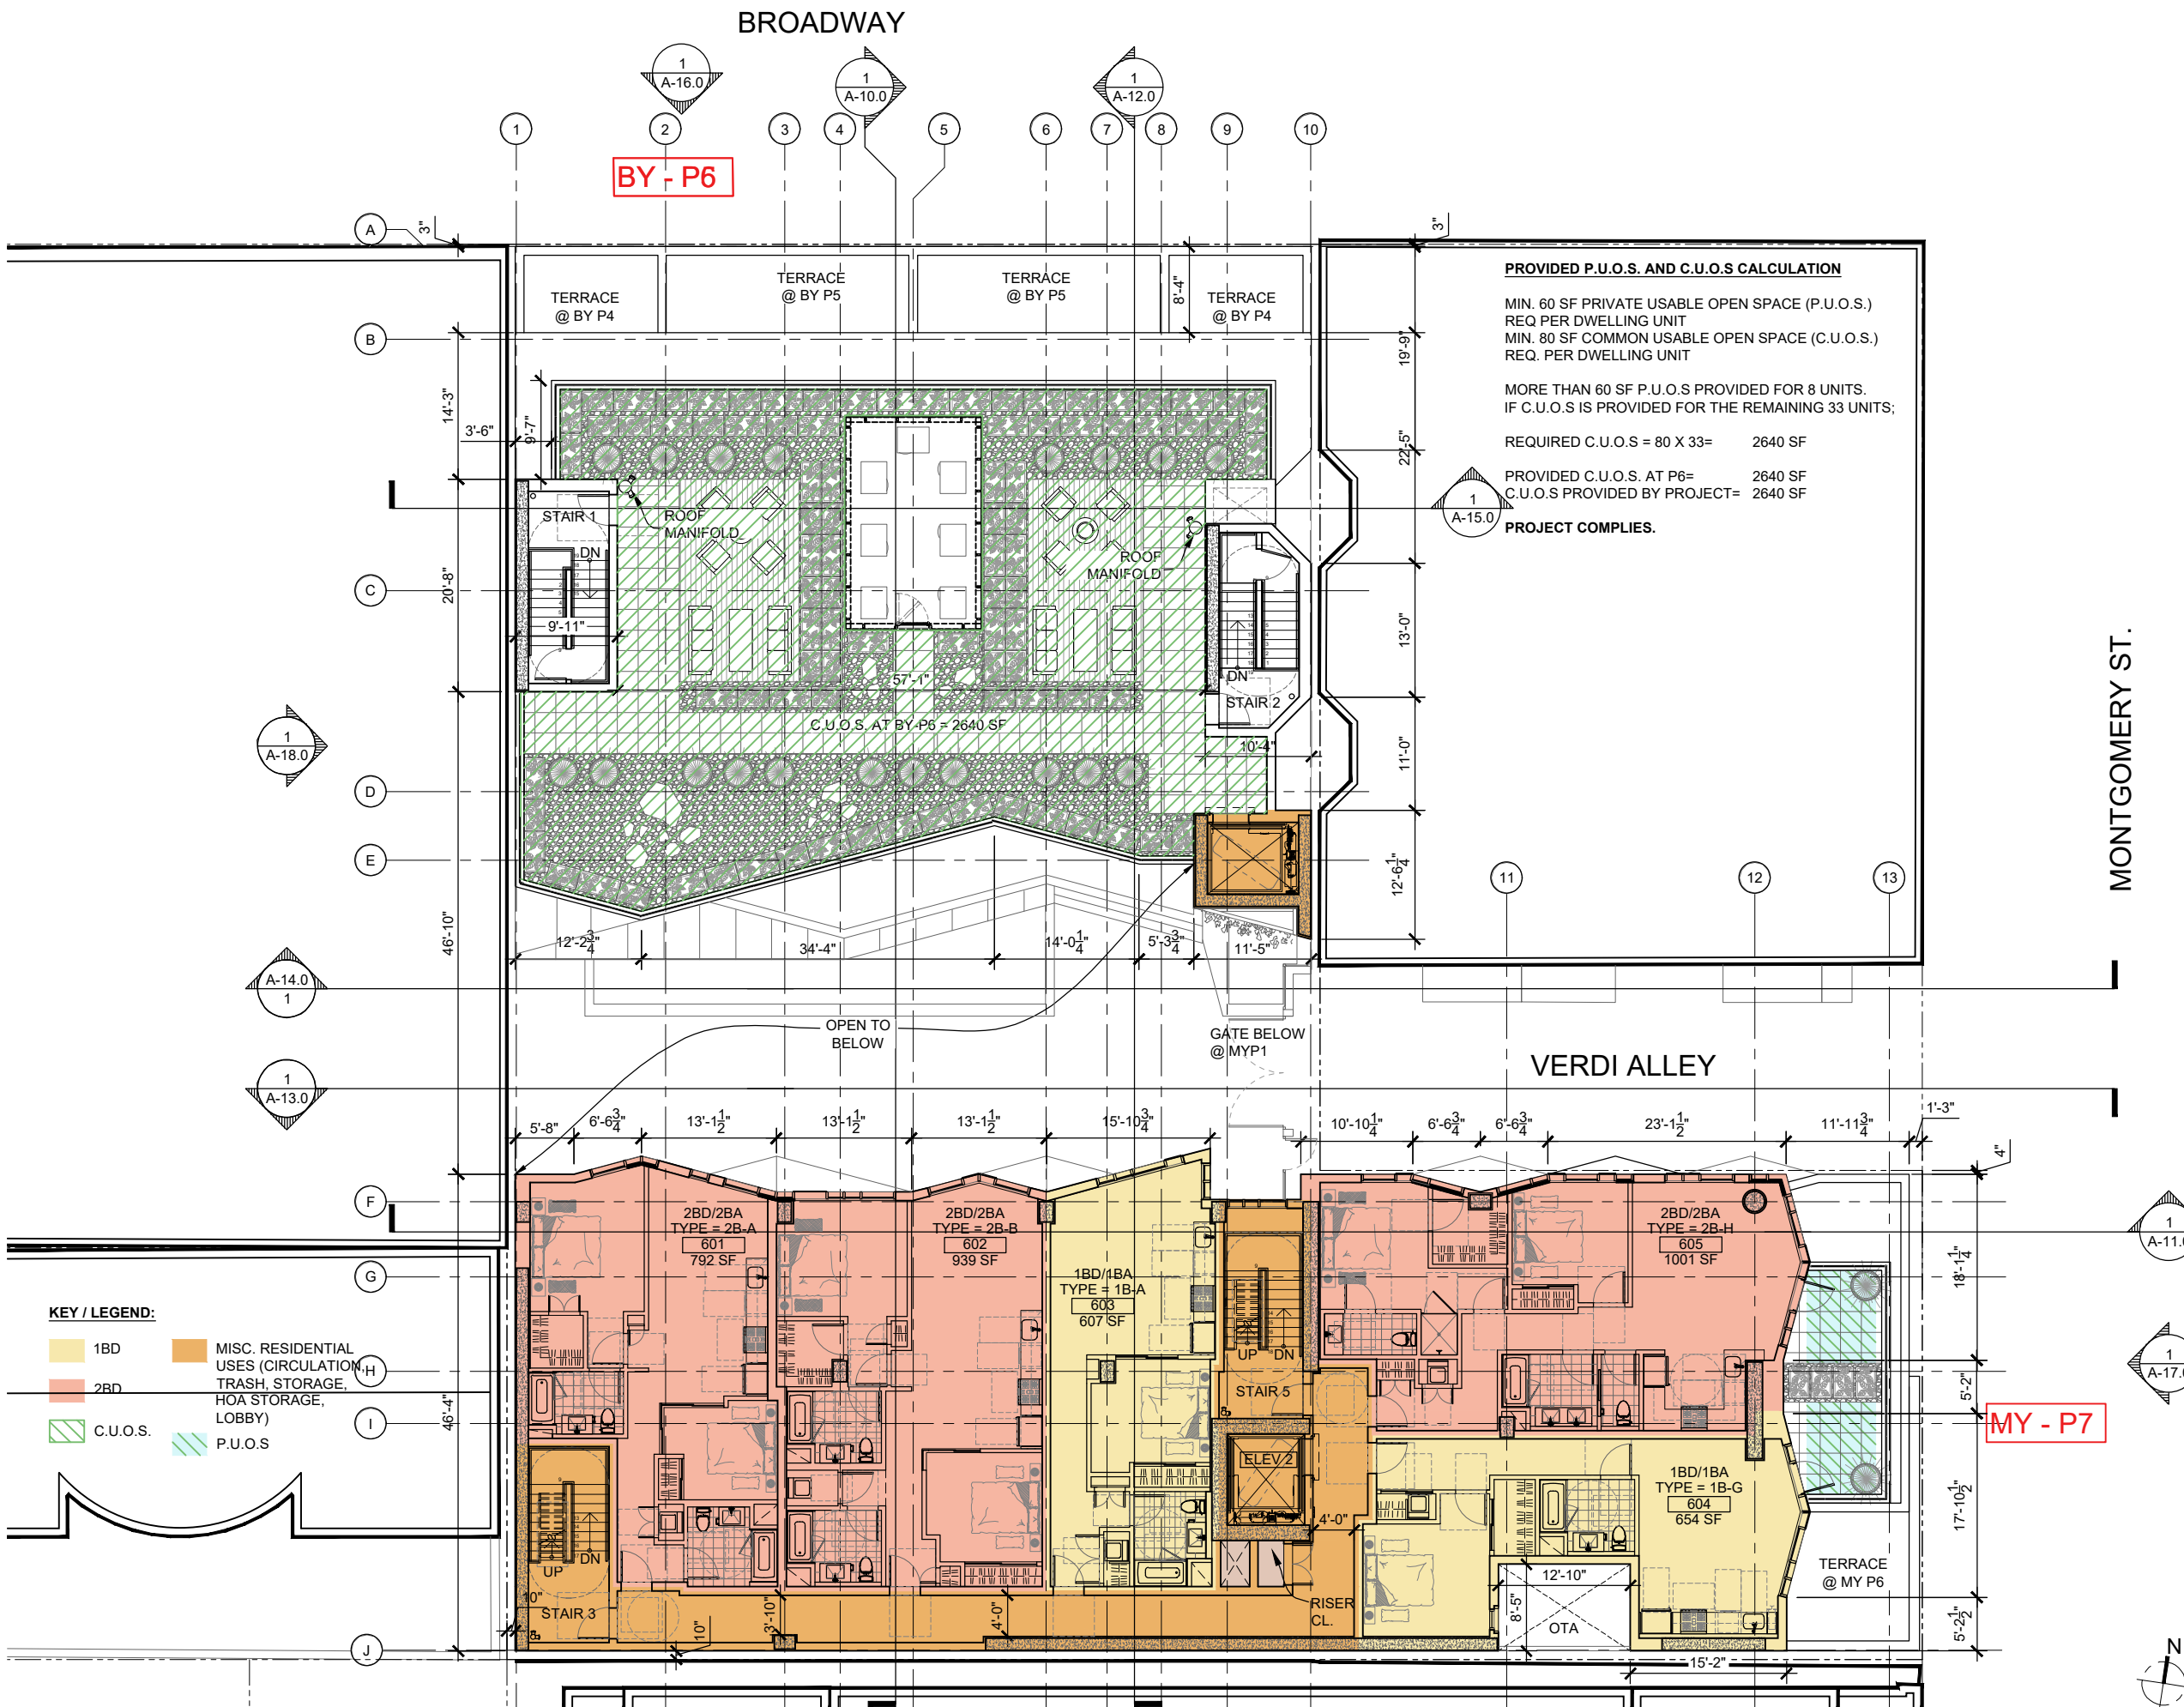 BROADWAY
1
A-16.0
1
A-10.0
1
A-12.0
1
2
3
4
5
6
7
8
9
10
BY - P6
A
3"
3"
TERRACE
@ BY P4
TERRACE
@ BY P5
TERRACE
@ BY P5
TERRACE
@ BY P4
8'-4"
PROVIDED P.U.O.S. AND C.U.O.S CALCULATION
MIN. 60 SF PRIVATE USABLE OPEN SPACE (P.U.O.S.)
REQ PER DWELLING UNIT
MIN. 80 SF COMMON USABLE OPEN SPACE (C.U.O.S.)
REQ. PER DWELLING UNIT
MORE THAN 60 SF P.U.O.S PROVIDED FOR 8 UNITS.
IF C.U.O.S IS PROVIDED FOR THE REMAINING 33 UNITS;
REQUIRED C.U.O.S = 80 X 33= 2640 SF
PROVIDED C.U.O.S. AT P6= 2640 SF
C.U.O.S PROVIDED BY PROJECT= 2640 SF
PROJECT COMPLIES.
B
19'-9"
14'-3"
3'-6"
9'-7"
22'-5"
1
A-15.0
STAIR 1
DN
ROOF
MANIFOLD
ROOF
MANIFOLD
C
20'-8"
9'-11"
13'-0"
57'-1"
DN
STAIR 2
C.U.O.S. AT BY-P6 = 2640 SF
10'-4"
11'-0"
MONTGOMERY ST.
1
A-18.0
D
E
12'-6 1/4"
11
12
13
46'-10"
12'-2 3/4"
34'-4"
14'-0 1/4"
5'-3 3/4"
11'-5"
A-14.0
1
OPEN TO
BELOW
GATE BELOW
@ MYP1
VERDI ALLEY
1
A-13.0
5'-8"
6'-6 3/4"
13'-1 1/2"
13'-1 1/2"
13'-1 1/2"
15'-10 3/4"
10'-10 1/4"
6'-6 3/4"
6'-6 3/4"
23'-1 1/2"
11'-11 3/4"
1'-3"
4"
F
2BD/2BA
TYPE = 2B-A
601
792 SF
2BD/2BA
TYPE = 2B-B
602
939 SF
1BD/1BA
TYPE = 1B-A
603
607 SF
2BD/2BA
TYPE = 2B-H
605
1001 SF
1
A-11.0
G
18'-1 1/4"
KEY / LEGEND:
1BD
2BD
C.U.O.S.
MISC. RESIDENTIAL
USES (CIRCULATION,
TRASH, STORAGE,
HOA STORAGE,
LOBBY)
P.U.O.S
H
UP
DN
STAIR 5
1
A-17.0
5'-2"
I
46'-4"
MY - P7
ELEV 2
1BD/1BA
TYPE = 1B-G
604
654 SF
17'-10 1/2"
4'-0"
UP
DN
STAIR 3
10"
3'-10"
10"
4'-0"
RISER
CL.
12'-10"
8'-5"
OTA
TERRACE
@ MY P6
5'-2 1/2"
J
15'-2"
N